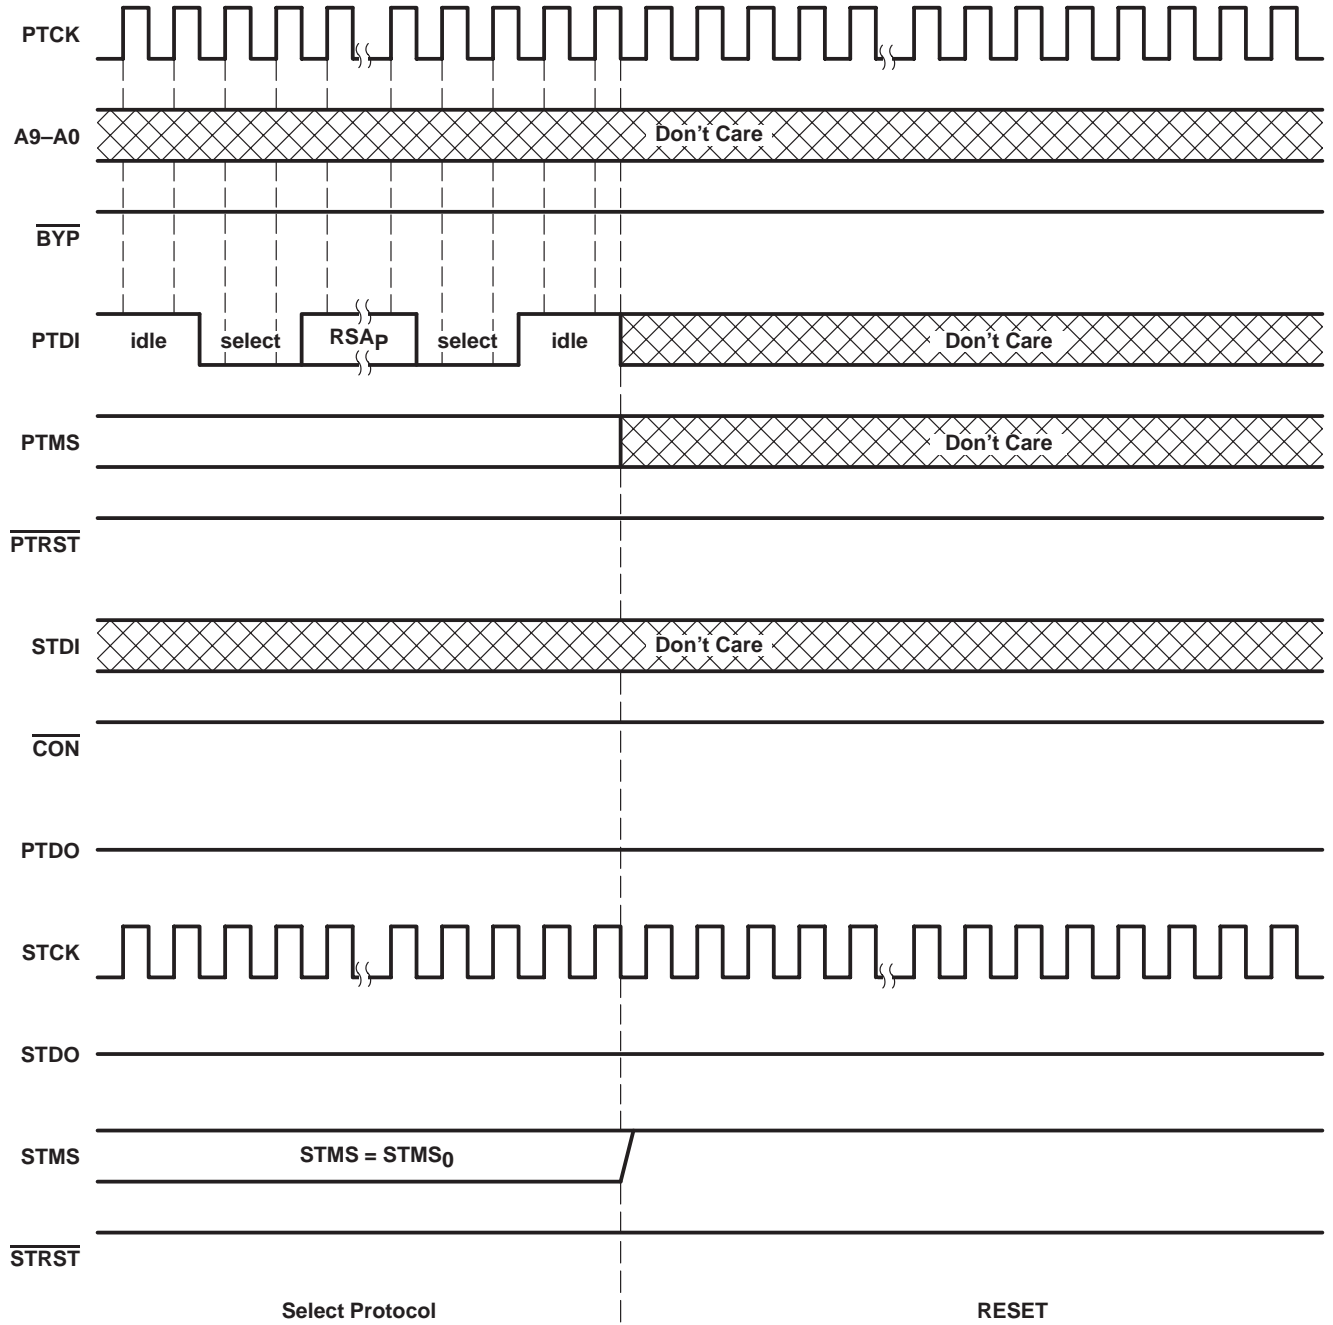 PTCK
A9–A0 Don't Care
BYP
PTDI idle select RSAP select idle Don't Care
PTMS Don't Care
PTRST
STDI Don't Care
CON
PTDO
STCK
STDO
STMS STMS = STMS0
STRST
Select Protocol RESET